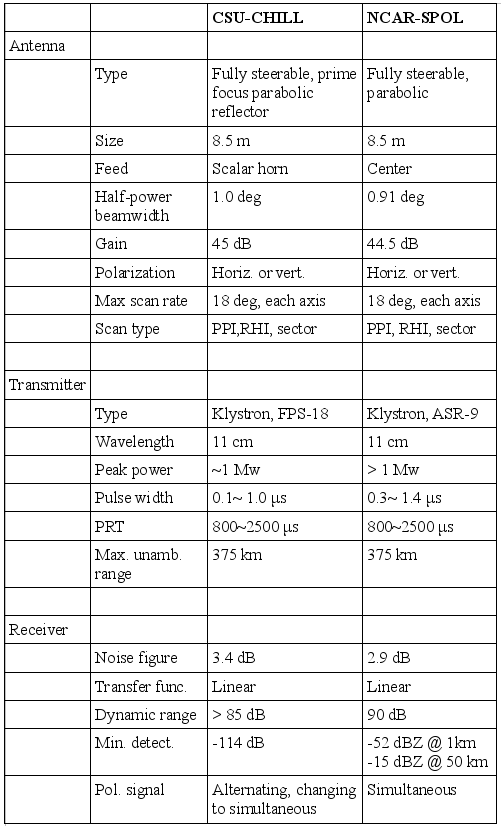 CSU-CHILL NCAR-SPOL
Antenna
Type Fully steerable, prime Fully steerable,
focus parabolic parabolic
reflector
Size 8.5 m 8.5 m
Feed Scalar horn Center
Half-power 1.0 deg 0.91 deg
beamwidth
Gain 45 dB 44.5 dB
Polarization Horiz. or vert. Horiz. or vert.
Max scan rate 18 deg, each axis 18 deg, each axis
Scan type PPI,RHI, sector PPI, RHI, sector
Transmitter
Type Klystron, FPS-18 Klystron, ASR-9
Wavelength 11 cm 11 cm
Peak power ~1 Mw > 1 Mw
Pulse width 0.1~ 1.0 μs 0.3~ 1.4 μs
PRT 800~2500 μs 800~2500 μs
Max. unamb. 375 km 375 km
range
Receiver
Noise figure 3.4 dB 2.9 dB
Transfer func. Linear Linear
Dynamic range > 85 dB 90 dB
Min. detect. -114 dB -52 dBZ @ 1km
-15 dBZ @ 50 km
Pol. signal Alternating, changing Simultaneous
to simultaneous